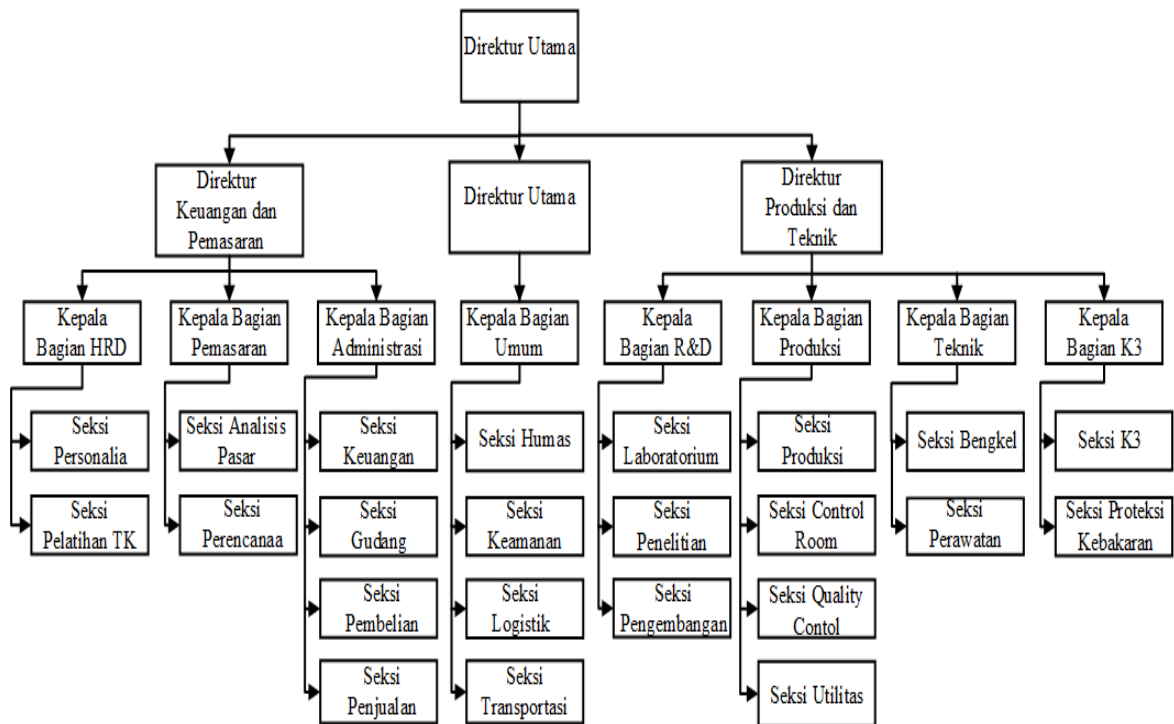 Direktur Utama
Direktur
Keuangan dan
Pemasaran
Direktur Utama
Direktur
Produksi dan
Teknik
Kepala
Bagian HRD
Kepala Bagian
Pemasaran
Kepala Bagian
Administrasi
Kepala Bagian
Umum
Kepala
Bagian R&D
Kepala Bagian
Produksi
Kepala Bagian
Teknik
Kepala
Bagian K3
Seksi
Personalia
Seksi Analisis
Pasar
Seksi
Keuangan
Seksi Humas
Seksi
Laboratorium
Seksi
Produksi
Seksi Bengkel
Seksi K3
Seksi
Pelatihan TK
Seksi
Perencanaa
Seksi
Gudang
Seksi
Keamanan
Seksi
Penelitian
Seksi Control
Room
Seksi
Perawatan
Seksi Proteksi
Kebakaran
Seksi
Pembelian
Seksi
Logistik
Seksi
Pengembangan
Seksi Quality
Contol
Seksi
Penjualan
Seksi
Transportasi
Seksi Utilitas